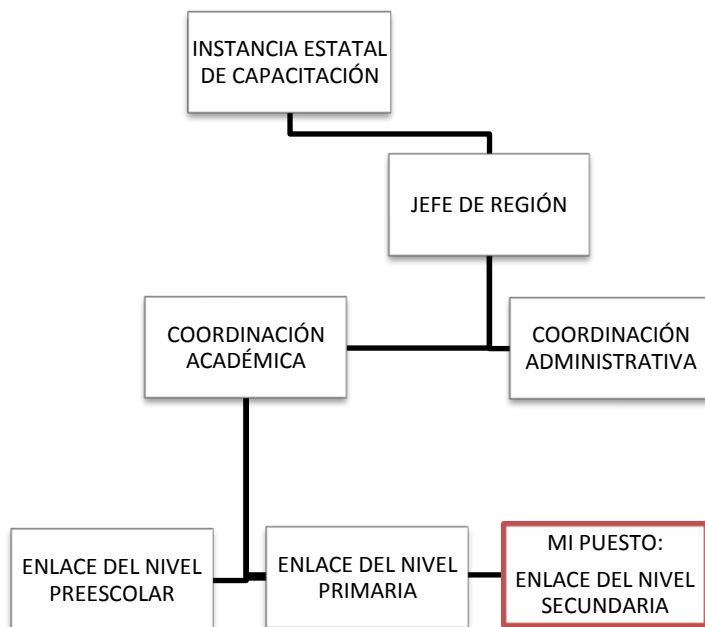 INSTANCIA ESTATAL
DE CAPACITACIÓN
JEFE DE REGIÓN
COORDINACIÓN
ACADÉMICA
COORDINACIÓN
ADMINISTRATIVA
ENLACE DEL NIVEL
PREESCOLAR
ENLACE DEL NIVEL
PRIMARIA
MI PUESTO:
ENLACE DEL NIVEL
SECUNDARIA